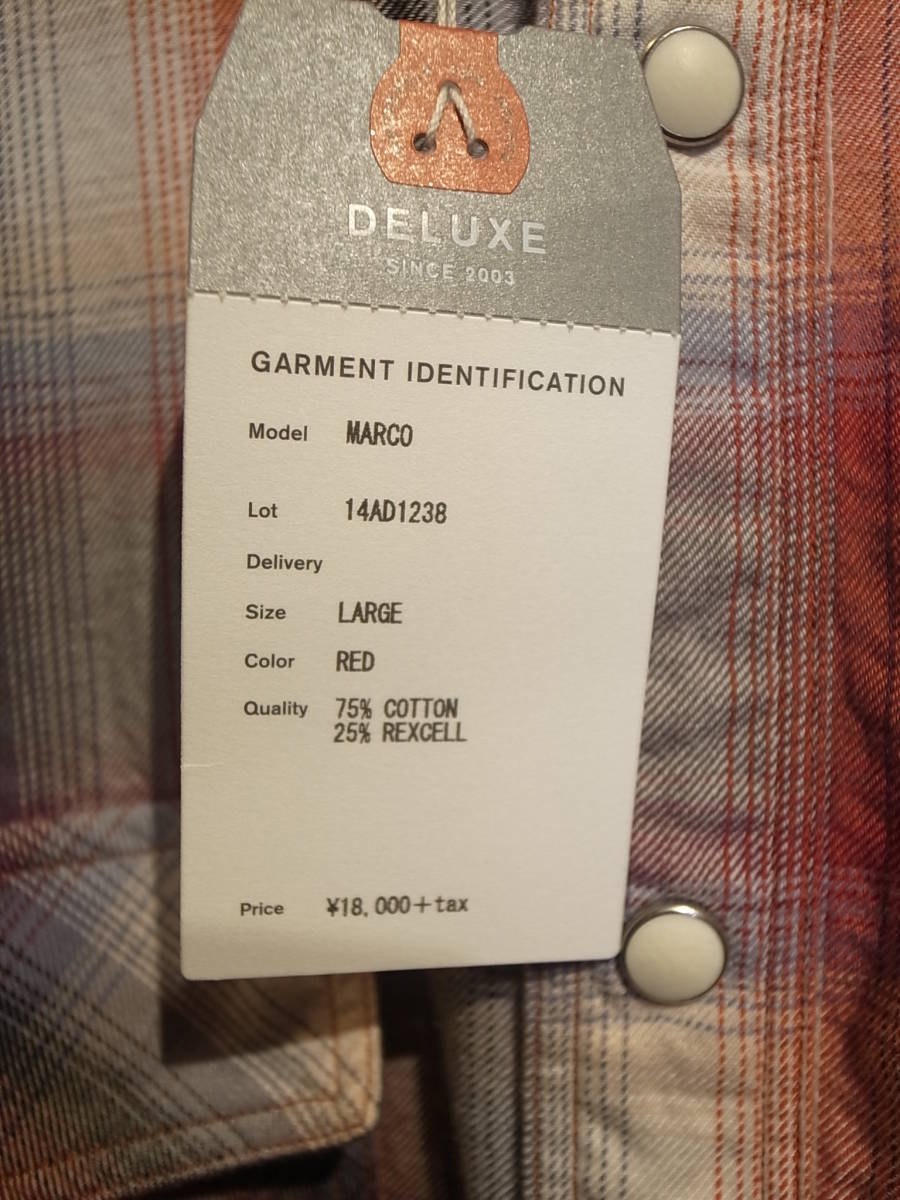 DELUXE
SINCE 2003
GARMENT IDENTIFICATION
Model MARCO
Lot 14AD1238
Delivery
Size LARGE
Color RED
Quality 75% COTTON
25% REXCELL
Price ¥18,000+tax